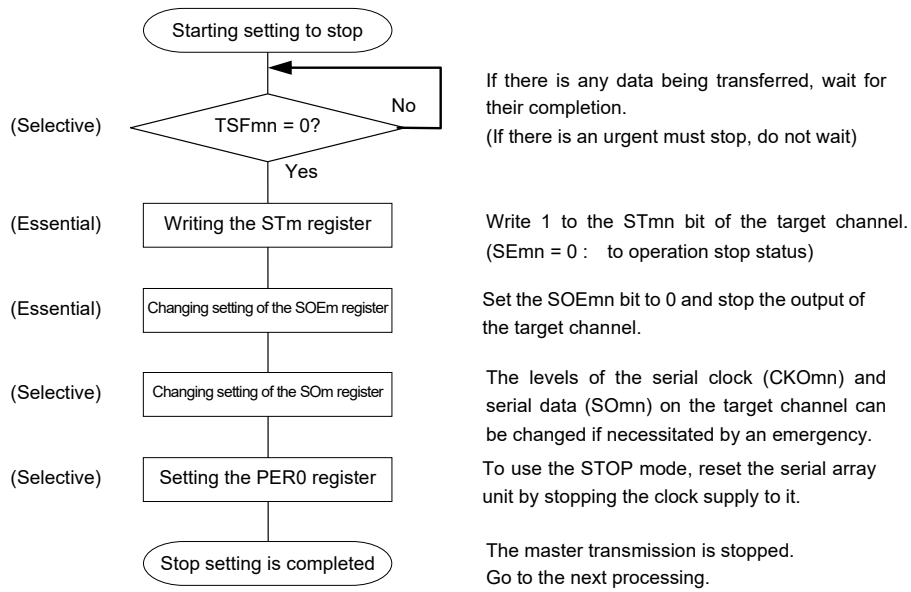 Starting setting to stop
No
If there is any data being transferred, wait for
their completion.
(If there is an urgent must stop, do not wait)
(Selective)
TSFmn = 0?
Yes
(Essential)
Writing the STm register
Write 1 to the STmn bit of the target channel.
(SEmn = 0 : to operation stop status)
(Essential)
Changing setting of the SOEm register
Set the SOEmn bit to 0 and stop the output of
the target channel.
(Selective)
Changing setting of the SOm register
The levels of the serial clock (CKOmn) and
serial data (SOmn) on the target channel can
be changed if necessitated by an emergency.
(Selective)
Setting the PER0 register
To use the STOP mode, reset the serial array
unit by stopping the clock supply to it.
Stop setting is completed
The master transmission is stopped.
Go to the next processing.